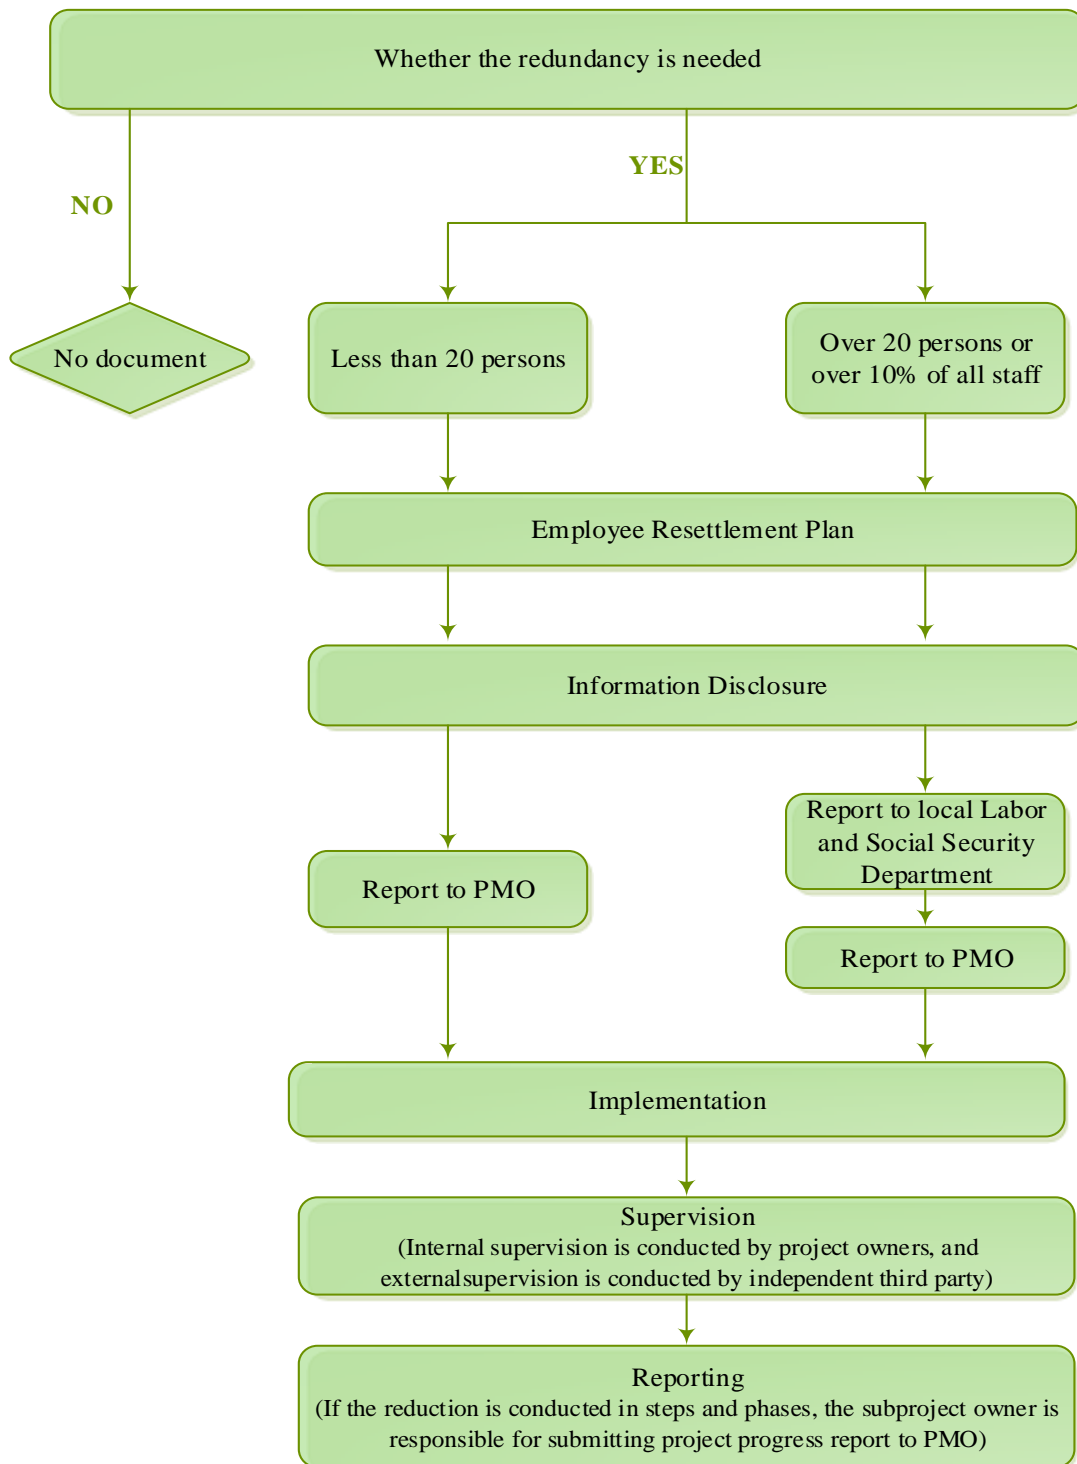 Whether the redundancy is needed
YES
NO
No document
Less than 20 persons
Over 20 persons or
over 10% of all staff
Employee Resettlement Plan
Information Disclosure
Report to local Labor
and Social Security
Department
Report to PMO
Report to PMO
Implementation
Supervision
(Internal supervision is conducted by project owners, and
externalsupervision is conducted by independent third party)
Reporting
(If the reduction is conducted in steps and phases, the subproject owner is
responsible for submitting project progress report to PMO)